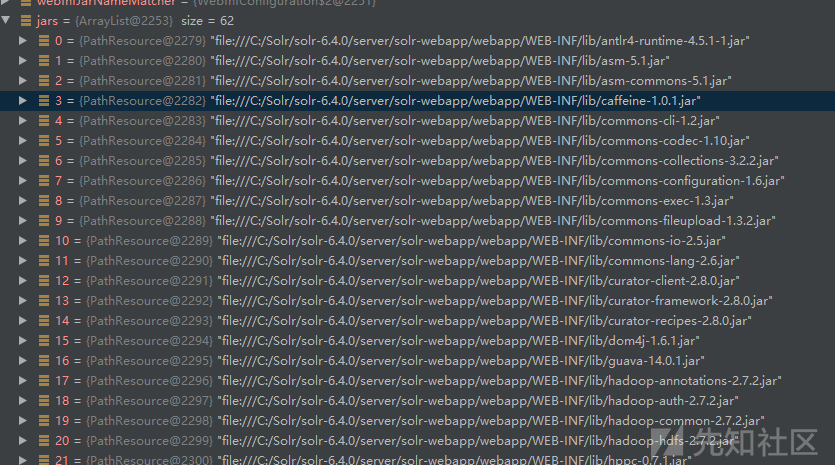 webInfJarNameMatcher = {WebInfConfiguration$2@2251}
jars = {ArrayList@2253} size = 62
0 = {PathResource@2279} "file:///C:/Solr/solr-6.4.0/server/solr-webapp/webapp/WEB-INF/lib/antlr4-runtime-4.5.1-1.jar"
1 = {PathResource@2280} "file:///C:/Solr/solr-6.4.0/server/solr-webapp/webapp/WEB-INF/lib/asm-5.1.jar"
2 = {PathResource@2281} "file:///C:/Solr/solr-6.4.0/server/solr-webapp/webapp/WEB-INF/lib/asm-commons-5.1.jar"
3 = {PathResource@2282} "file:///C:/Solr/solr-6.4.0/server/solr-webapp/webapp/WEB-INF/lib/caffeine-1.0.1.jar"
4 = {PathResource@2283} "file:///C:/Solr/solr-6.4.0/server/solr-webapp/webapp/WEB-INF/lib/commons-cli-1.2.jar"
5 = {PathResource@2284} "file:///C:/Solr/solr-6.4.0/server/solr-webapp/webapp/WEB-INF/lib/commons-codec-1.10.jar"
6 = {PathResource@2285} "file:///C:/Solr/solr-6.4.0/server/solr-webapp/webapp/WEB-INF/lib/commons-collections-3.2.2.jar"
7 = {PathResource@2286} "file:///C:/Solr/solr-6.4.0/server/solr-webapp/webapp/WEB-INF/lib/commons-configuration-1.6.jar"
8 = {PathResource@2287} "file:///C:/Solr/solr-6.4.0/server/solr-webapp/webapp/WEB-INF/lib/commons-exec-1.3.jar"
9 = {PathResource@2288} "file:///C:/Solr/solr-6.4.0/server/solr-webapp/webapp/WEB-INF/lib/commons-fileupload-1.3.2.jar"
10 = {PathResource@2289} "file:///C:/Solr/solr-6.4.0/server/solr-webapp/webapp/WEB-INF/lib/commons-io-2.5.jar"
11 = {PathResource@2290} "file:///C:/Solr/solr-6.4.0/server/solr-webapp/webapp/WEB-INF/lib/commons-lang-2.6.jar"
12 = {PathResource@2291} "file:///C:/Solr/solr-6.4.0/server/solr-webapp/webapp/WEB-INF/lib/curator-client-2.8.0.jar"
13 = {PathResource@2292} "file:///C:/Solr/solr-6.4.0/server/solr-webapp/webapp/WEB-INF/lib/curator-framework-2.8.0.jar"
14 = {PathResource@2293} "file:///C:/Solr/solr-6.4.0/server/solr-webapp/webapp/WEB-INF/lib/curator-recipes-2.8.0.jar"
15 = {PathResource@2294} "file:///C:/Solr/solr-6.4.0/server/solr-webapp/webapp/WEB-INF/lib/dom4j-1.6.1.jar"
16 = {PathResource@2295} "file:///C:/Solr/solr-6.4.0/server/solr-webapp/webapp/WEB-INF/lib/guava-14.0.1.jar"
17 = {PathResource@2296} "file:///C:/Solr/solr-6.4.0/server/solr-webapp/webapp/WEB-INF/lib/hadoop-annotations-2.7.2.jar"
18 = {PathResource@2297} "file:///C:/Solr/solr-6.4.0/server/solr-webapp/webapp/WEB-INF/lib/hadoop-auth-2.7.2.jar"
19 = {PathResource@2298} "file:///C:/Solr/solr-6.4.0/server/solr-webapp/webapp/WEB-INF/lib/hadoop-common-2.7.2.jar"
20 = {PathResource@2299} "file:///C:/Solr/solr-6.4.0/server/solr-webapp/webapp/WEB-INF/lib/hadoop-hdfs-2.7.2.jar"
21 = {PathResource@2300} "file:///C:/Solr/solr-6.4.0/server/solr-webapp/webapp/WEB-INF/lib/hppc-0.7.1.jar"
先知社区